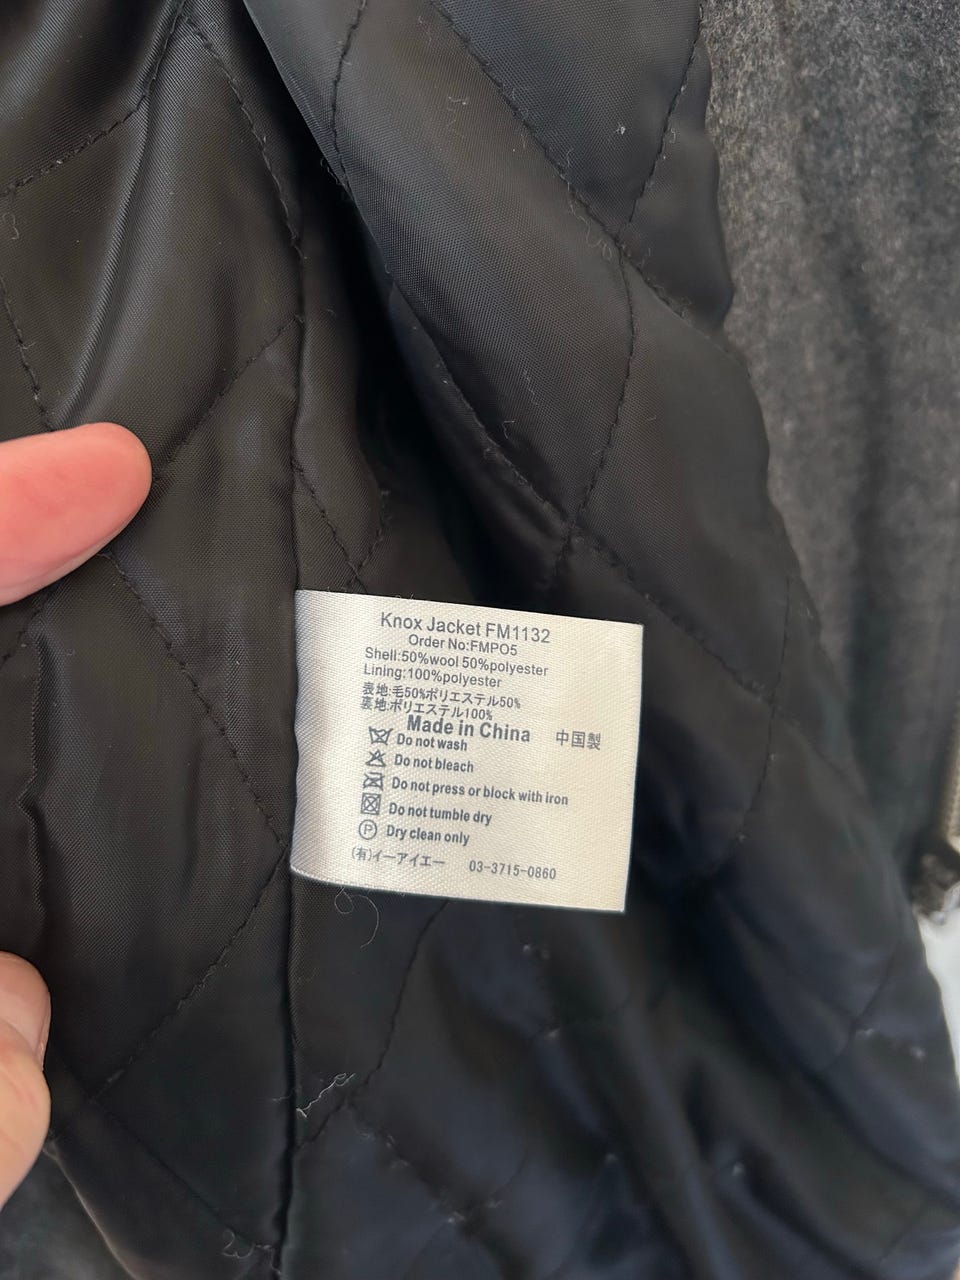 Knox Jacket FM1132
Order No:FMPO5
Shell:50%wool 50%polyester
Lining:100%polyester
表地:毛50%ポリエステル50%
裏地:ポリエステル100%
Made in China 中国製
Do not wash
Do not bleach
Do not press or block with iron
Do not tumble dry
P Dry clean only
(有)イーアイエー 03-3715-0860